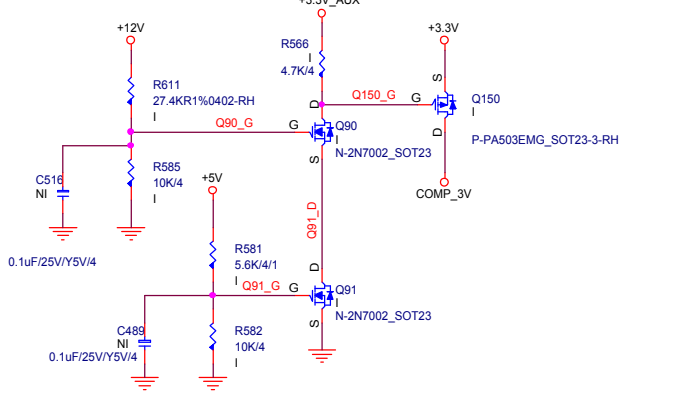 +3.3V_AUX
+12V
+3.3V
R566
I
4.7K/4
S
R611
27.4KR1%0402-RH
I
Q150_G
G
Q150
I
D
Q90_G
G
Q90
I
D
P-PA503EMG_SOT23-3-RH
N-2N7002_SOT23
S
R585
10K/4
I
C516
NI
+5V
COMP_3V
Q91_D
0.1uF/25V/Y5V/4
R581
5.6K/4/1
I
D
Q91_G
G
Q91
I
N-2N7002_SOT23
S
C489
NI
0.1uF/25V/Y5V/4
R582
10K/4
I